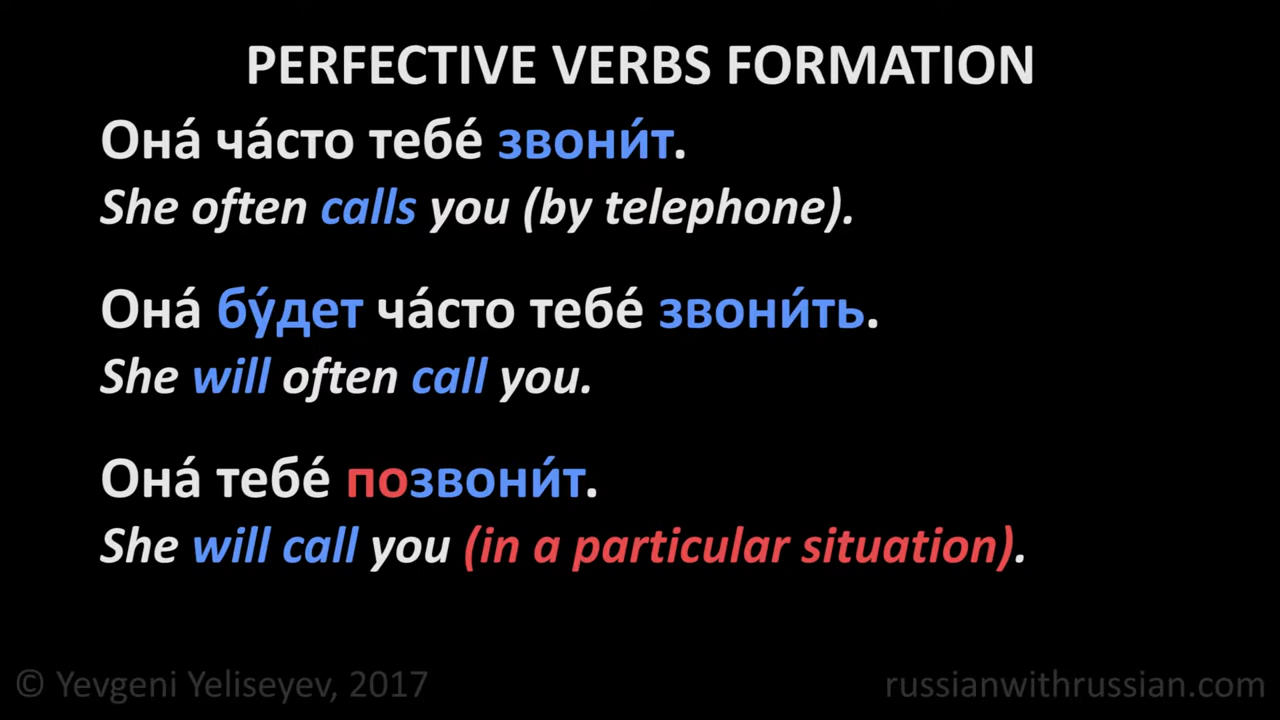 PERFECTIVE VERBS FORMATION
Она́ ча́сто тебе́ звони́т.
She often calls you (by telephone).
Она́ бу́дет ча́сто тебе́ звони́ть.
She will often call you.
Она́ тебе́ позвони́т.
She will call you (in a particular situation).
© Yevgeni Yeliseyev, 2017 russianwithrussian.com